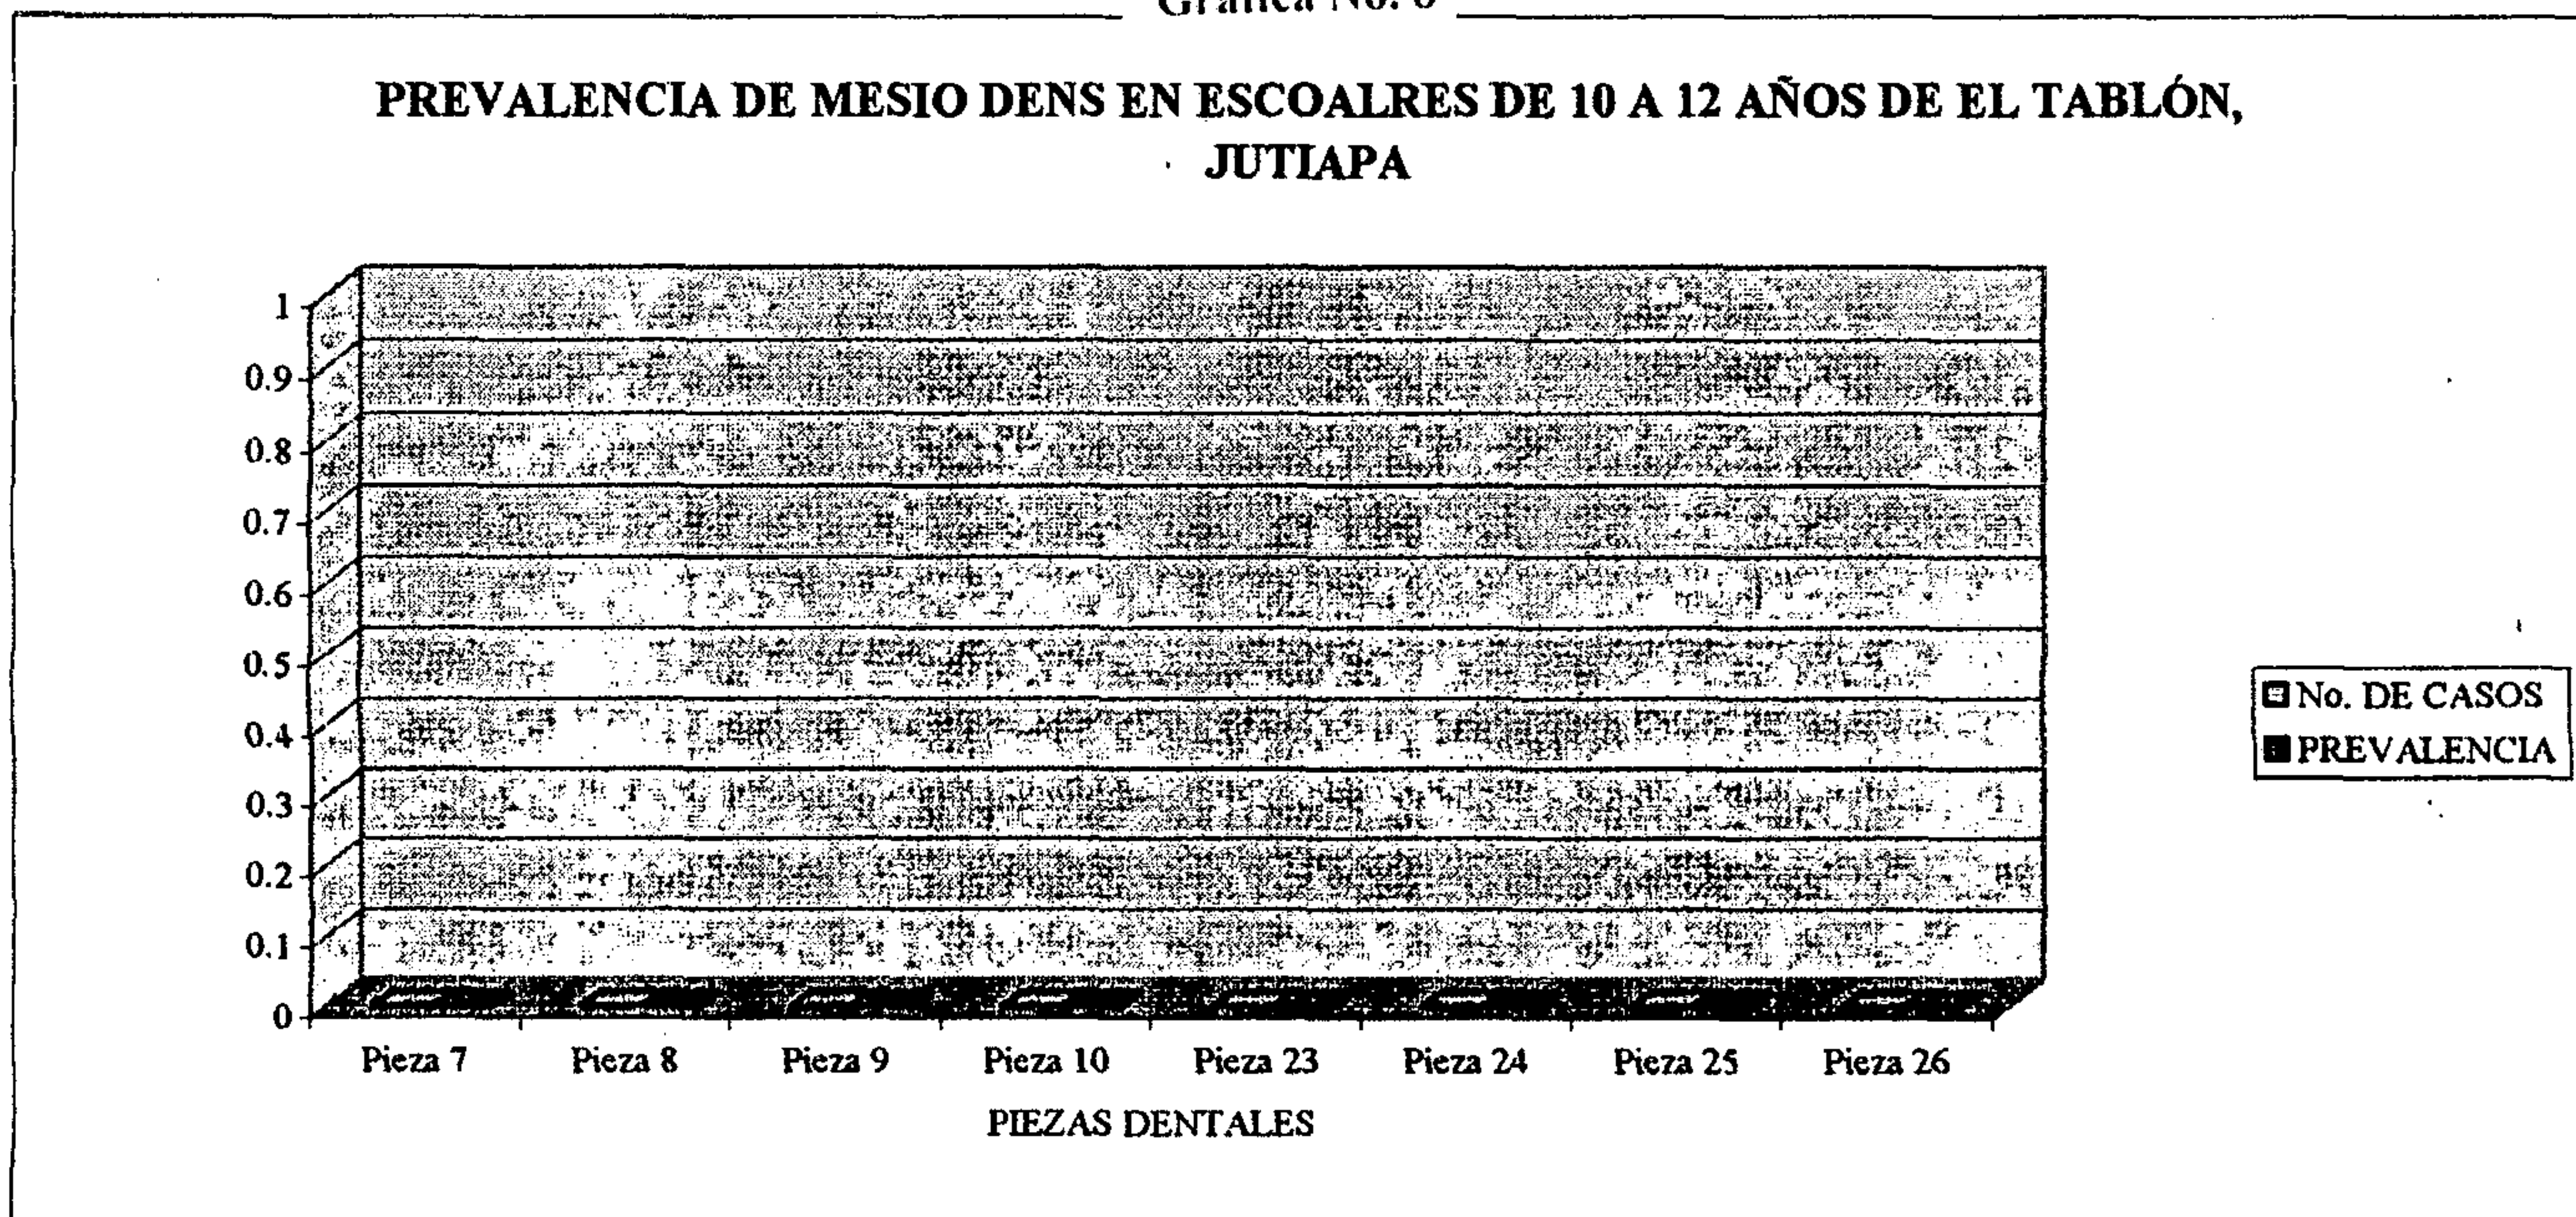 Gráfica No.
PREVALENCIA DE MESIO DENS EN ESCOALRES DE 10 A 12 AÑOS DE EL TABLÓN,
JUTIAPA
1
0.9
0.8
0.7
0.6
0.5
0.4
0.3
0.2
0.1
0
Pieza 7 Pieza 8 Pieza 9 Pieza 10 Pieza 23 Pieza 24 Pieza 25 Pieza 26
PIEZAS DENTALES
No. DE CASOS
PREVALENCIA